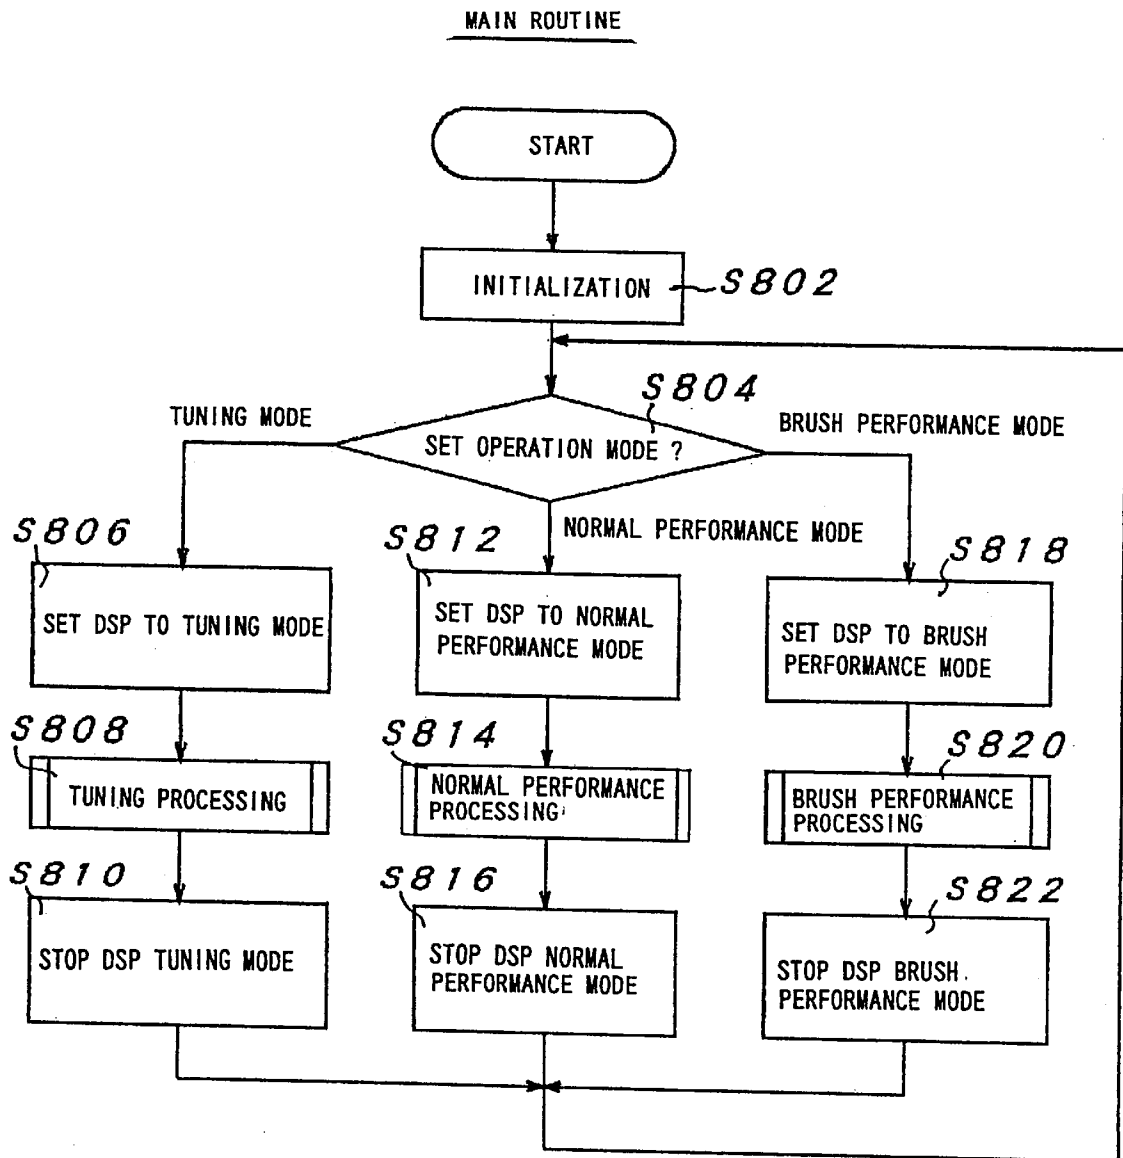 MAIN ROUTINE
START
INITIALIZATION
S802
S804
TUNING MODE
SET OPERATION MODE ?
BRUSH PERFORMANCE MODE
NORMAL PERFORMANCE MODE
S806
S812
S818
SET DSP TO TUNING MODE
SET DSP TO NORMAL
PERFORMANCE MODE
SET DSP TO BRUSH
PERFORMANCE MODE
S808
S814
S820
TUNING PROCESSING
NORMAL PERFORMANCE
PROCESSING
BRUSH PERFORMANCE
PROCESSING
S810
S816
S822
STOP DSP TUNING MODE
STOP DSP NORMAL
PERFORMANCE MODE
STOP DSP BRUSH
PERFORMANCE MODE